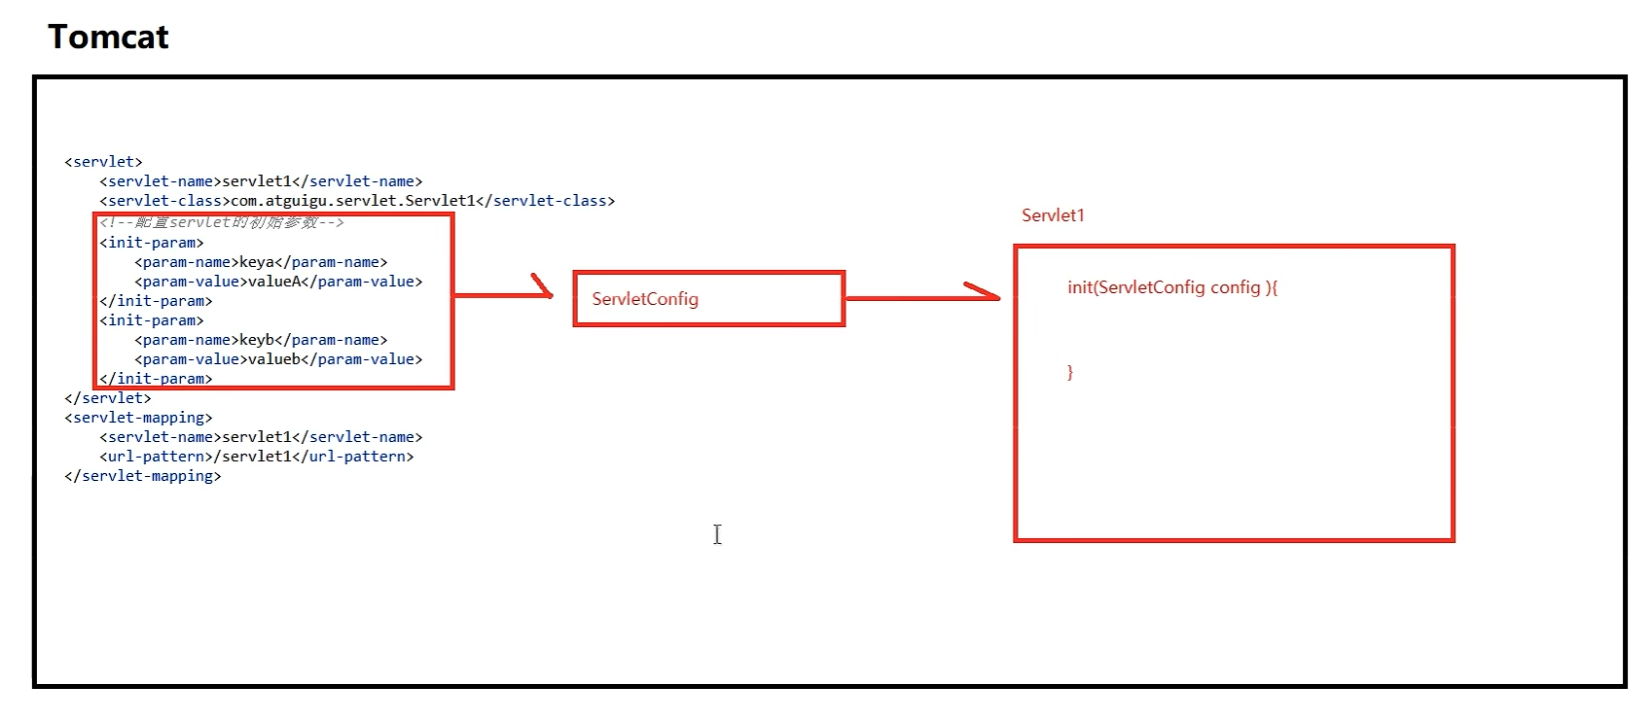 Tomcat
<servlet>
<servlet-name>servlet1</servlet-name>
<servlet-class>com.atguigu.servlet.Servlet1</servlet-class>
<!--配置servlet的初始参数-->
<init-param>
<param-name>keya</param-name>
<param-value>valueA</param-value>
</init-param>
<init-param>
<param-name>keyb</param-name>
<param-value>valueb</param-value>
</init-param>
</servlet>
<servlet-mapping>
<servlet-name>servlet1</servlet-name>
<url-pattern>/servlet1</url-pattern>
</servlet-mapping>
ServletConfig
Servlet1
init(ServletConfig config ){
}